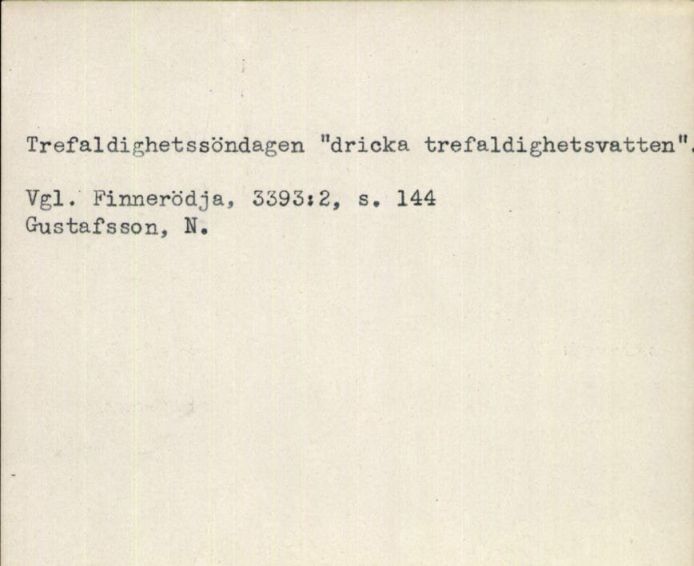 Trefaldighetssöndagen "dricka trefaldighetsvatten".
Vgl. Finnerödja, 3393:2, s. 144
Gustafsson, N.